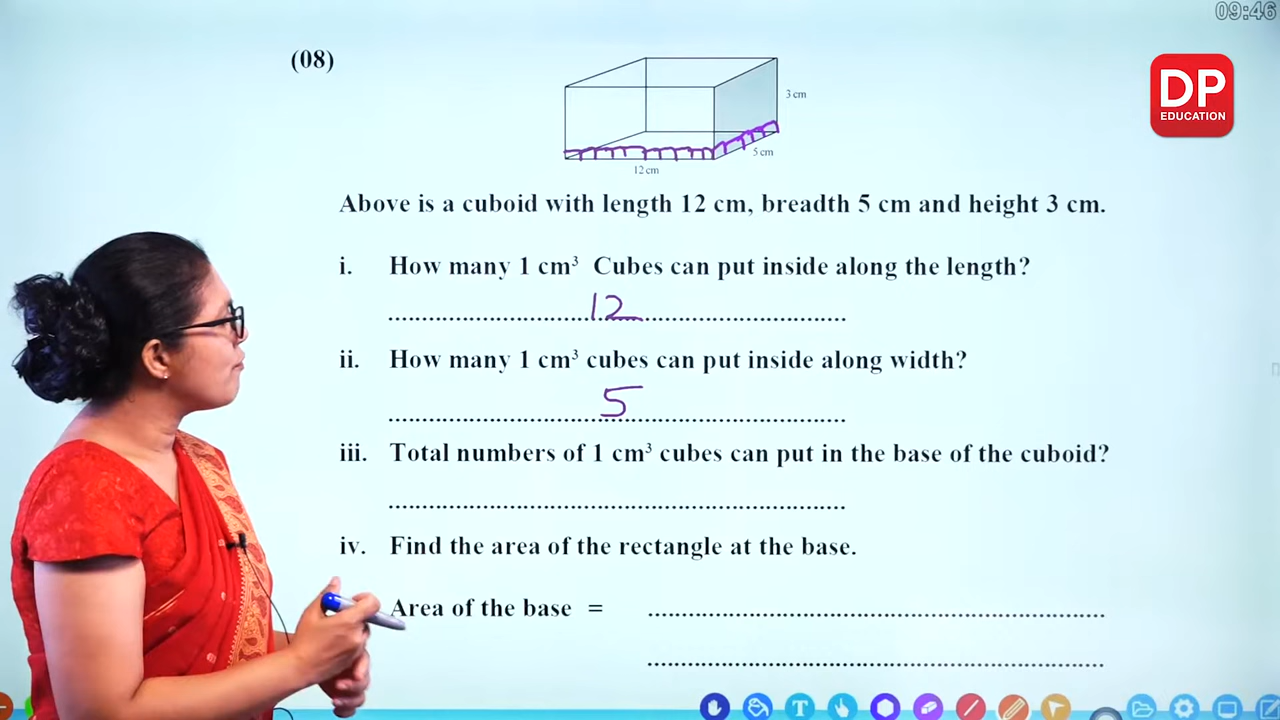 09:46
(08)
DP
EDUCATION
3 cm
5 cm
12 cm
Above is a cuboid with length 12 cm, breadth 5 cm and height 3 cm.
i. How many 1 cm³ Cubes can put inside along the length?
12
ii. How many 1 cm³ cubes can put inside along width?
5
iii. Total numbers of 1 cm³ cubes can put in the base of the cuboid?
iv. Find the area of the rectangle at the base.
Area of the base =